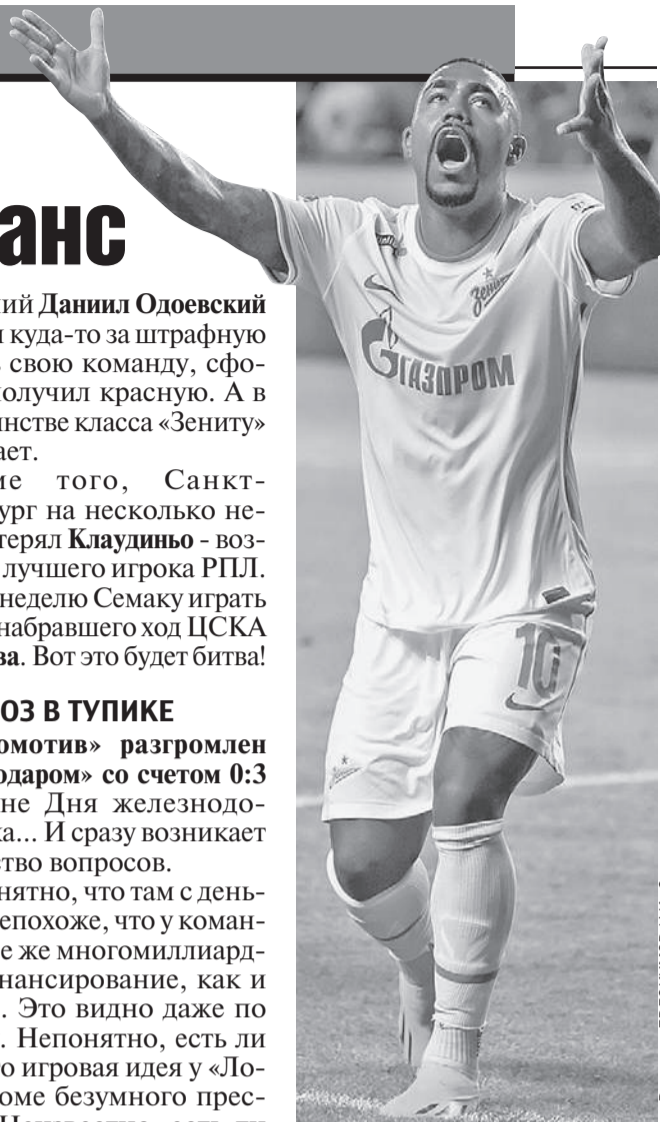 анс
ний Даниил Одоевский
куда-то за штрафную
свою команду, сфо-
получил красную. А в
инстве класса «Зениту»
ает.
ие того, Санкт-
ург на несколько не-
терял Клаудиньо - воз-
лучшего игрока РПЛ.
неделю Семаку играть
набравшего ход ЦСКА
ва. Вот это будет битва!
ОЗ В ТУПИКЕ
омотив» разгромлен
одаром» со счетом 0:3
не Дня железнодо-
ка... И сразу возникает
ство вопросов.
нятно, что там с день-
епохоже, что у коман-
е же многомиллиард-
нансирование, как и
. Это видно даже по
. Непонятно, есть ли
о игровая идея у «Ло-
оме безумного прес-
Зенит
ГАЗПРОМ
10